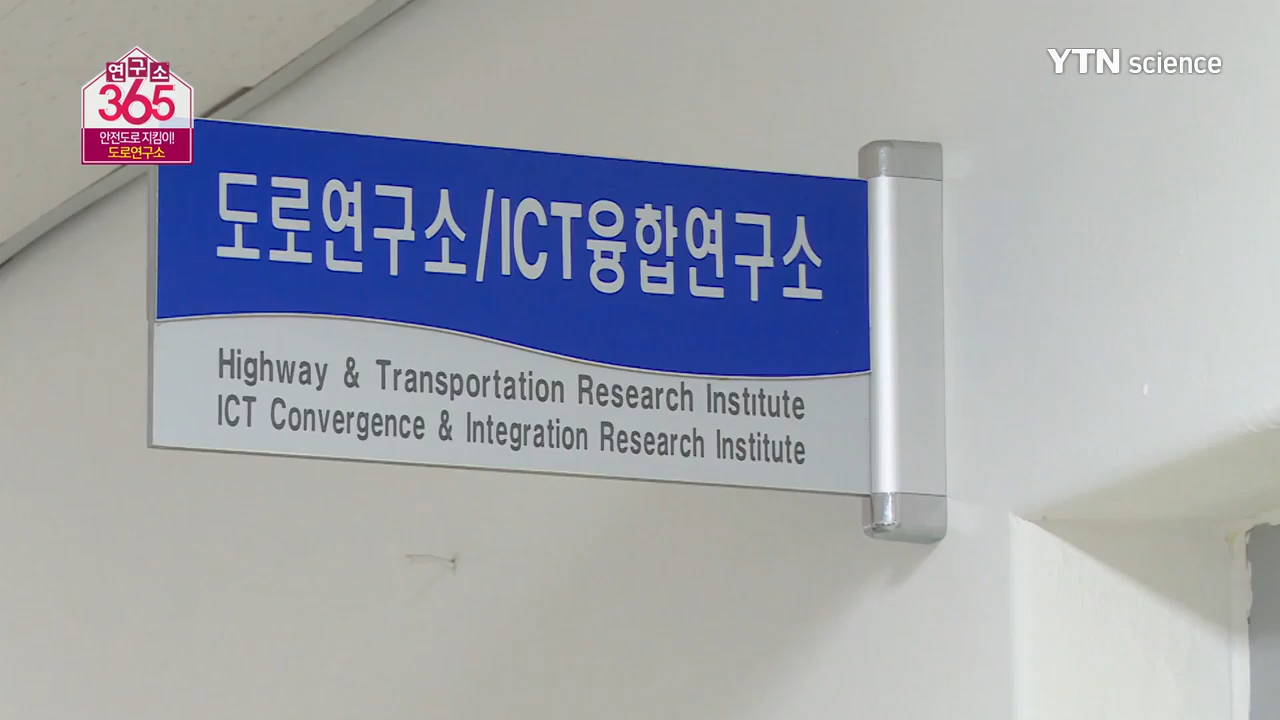 연구소
365
안전도로 지킴이!
도로연구소
YTN science
도로연구소/ICT융합연구소
Highway & Transportation Research Institute
ICT Convergence & Integration Research Institute